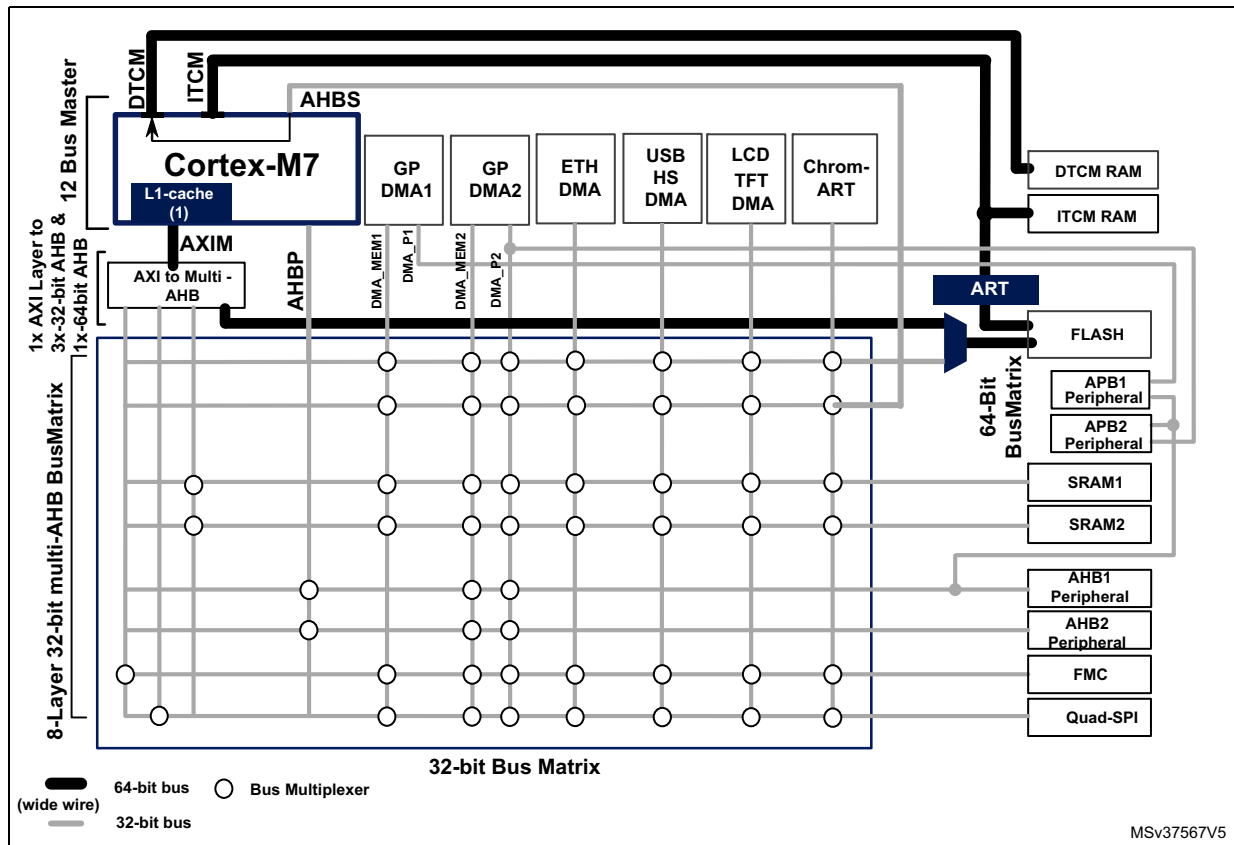 DTCM
ITCM
AHBS
12 Bus Master
Cortex-M7
L1-cache
(1)
GP
DMA1
GP
DMA2
ETH
DMA
USB
HS
DMA
LCD
TFT
DMA
Chrom-
ART
DTCM RAM
ITCM RAM
AXIM
AHBP
DMA_MEM1
DMA_P1
DMA_MEM2
DMA_P2
1x AXI Layer to
3x-32-bit AHB &
1x-64bit AHB
AXI to Multi -
AHB
ART
FLASH
64-Bit
BusMatrix
APB1
Peripheral
APB2
Peripheral
8-Layer 32-bit multi-AHB BusMatrix
SRAM1
SRAM2
AHB1
Peripheral
AHB2
Peripheral
FMC
Quad-SPI
32-bit Bus Matrix
64-bit bus
(wide wire)
Bus Multiplexer
32-bit bus
MSv37567V5